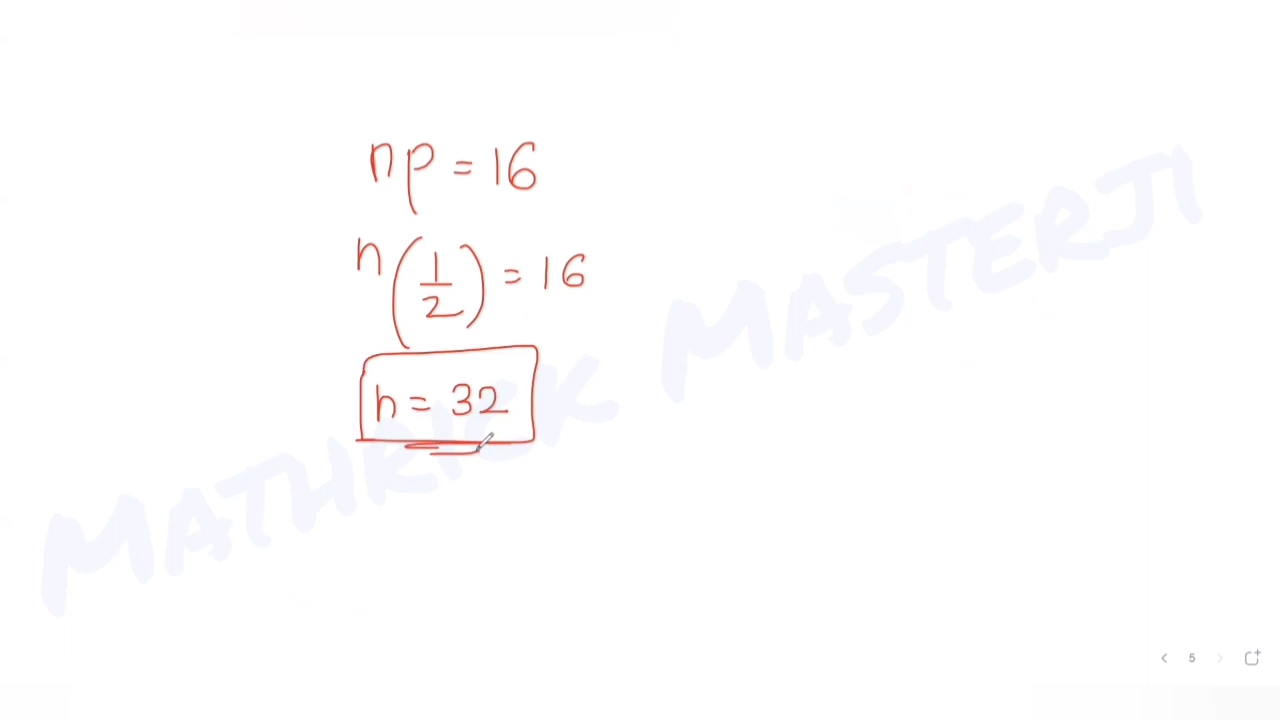 np = 16
n(1/2) = 16
n = 32
MATHRICK MASTERJI
< 5 >